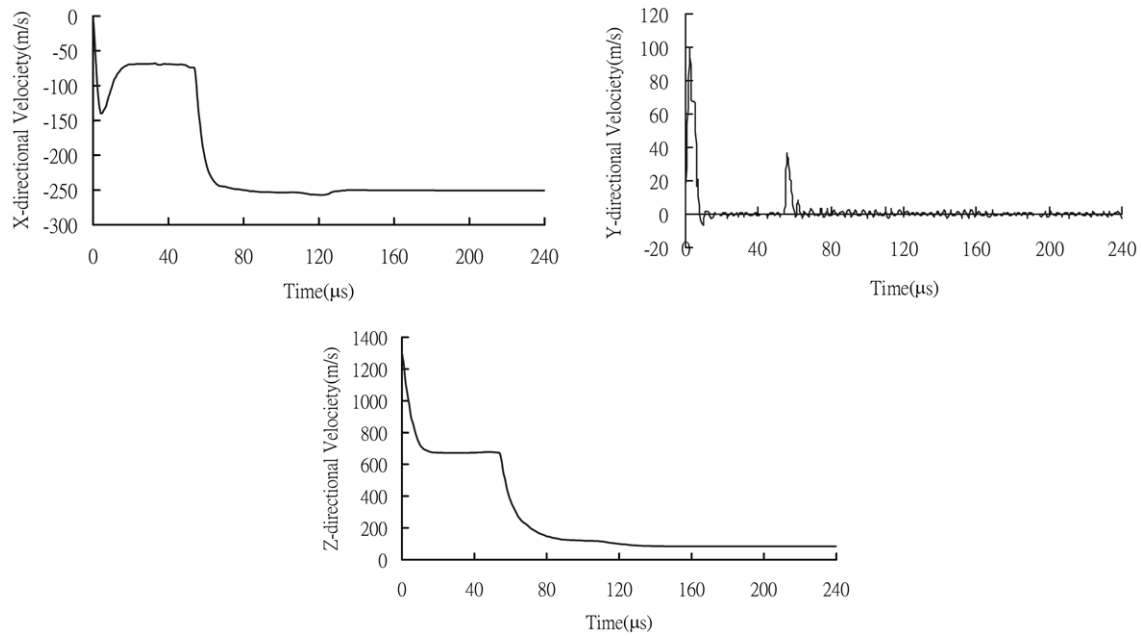 X-directional Velociety(m/s)
0
-50
-100
-150
-200
-250
-300
0 40 80 120 160 200 240
Time(μs)
Y-directional Velociety(m/s)
120
100
80
60
40
20
0
-20
0 40 80 120 160 200 240
Time(μs)
Z-directional Velociety(m/s)
1400
1200
1000
800
600
400
200
0
0 40 80 120 160 200 240
Time(μs)